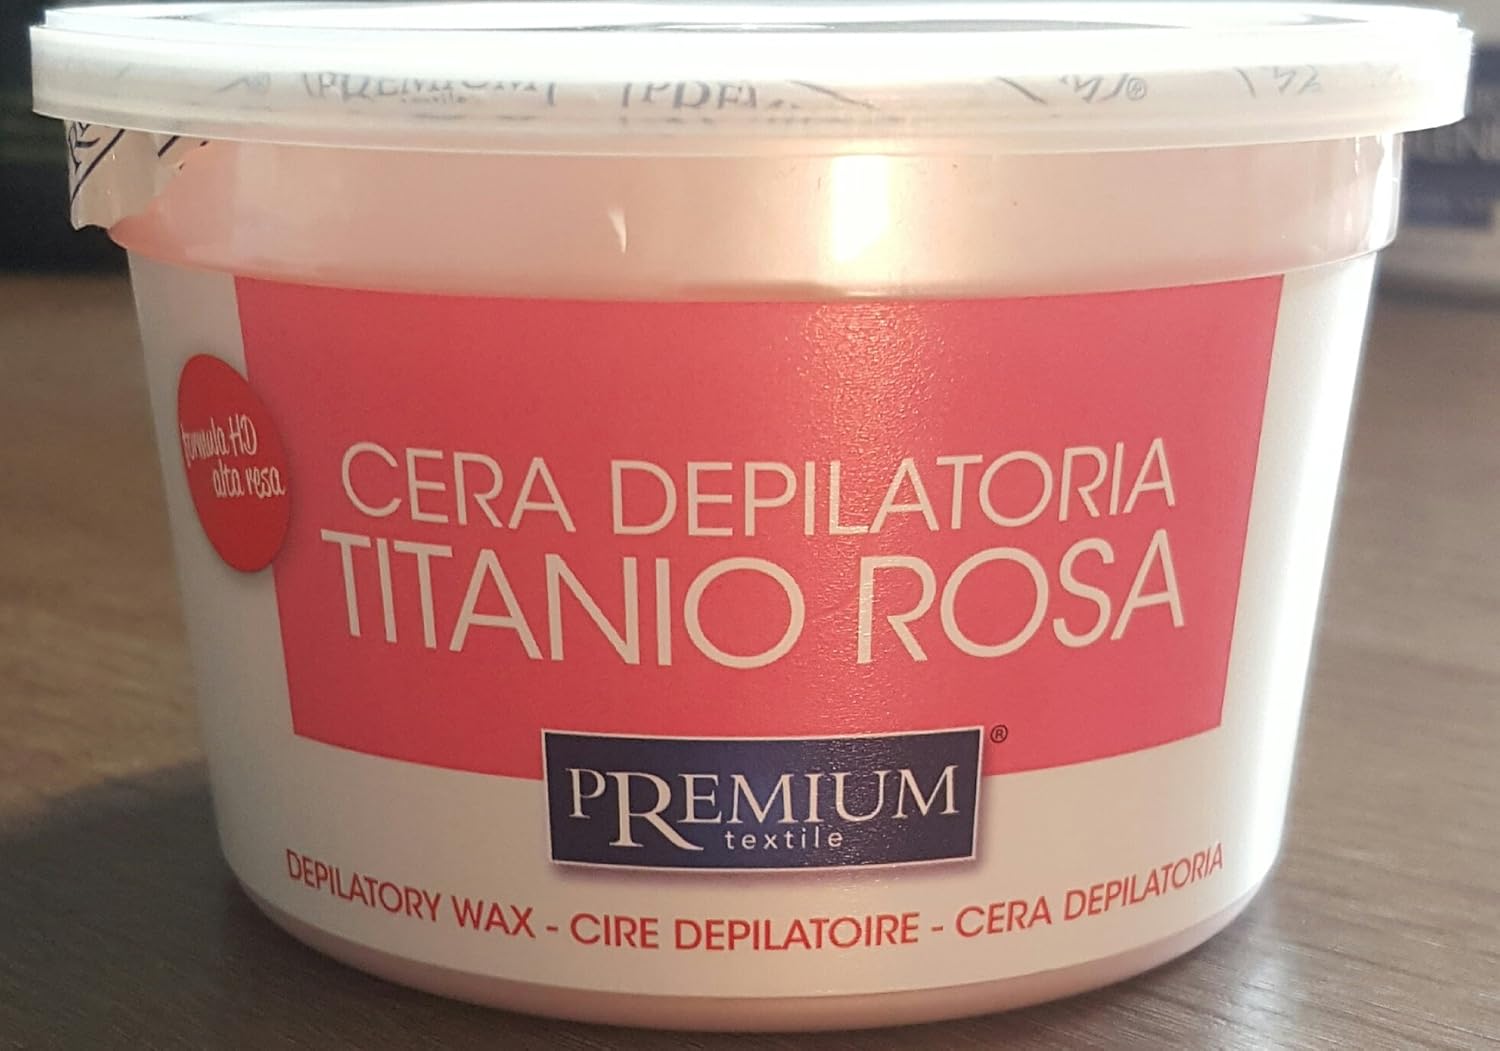 formula HD
alta resa
CERA DEPILATORIA
TITANIO ROSA
PREMIUM®
textile
DEPILATORY WAX - CIRE DEPILATOIRE - CERA DEPILATORIA